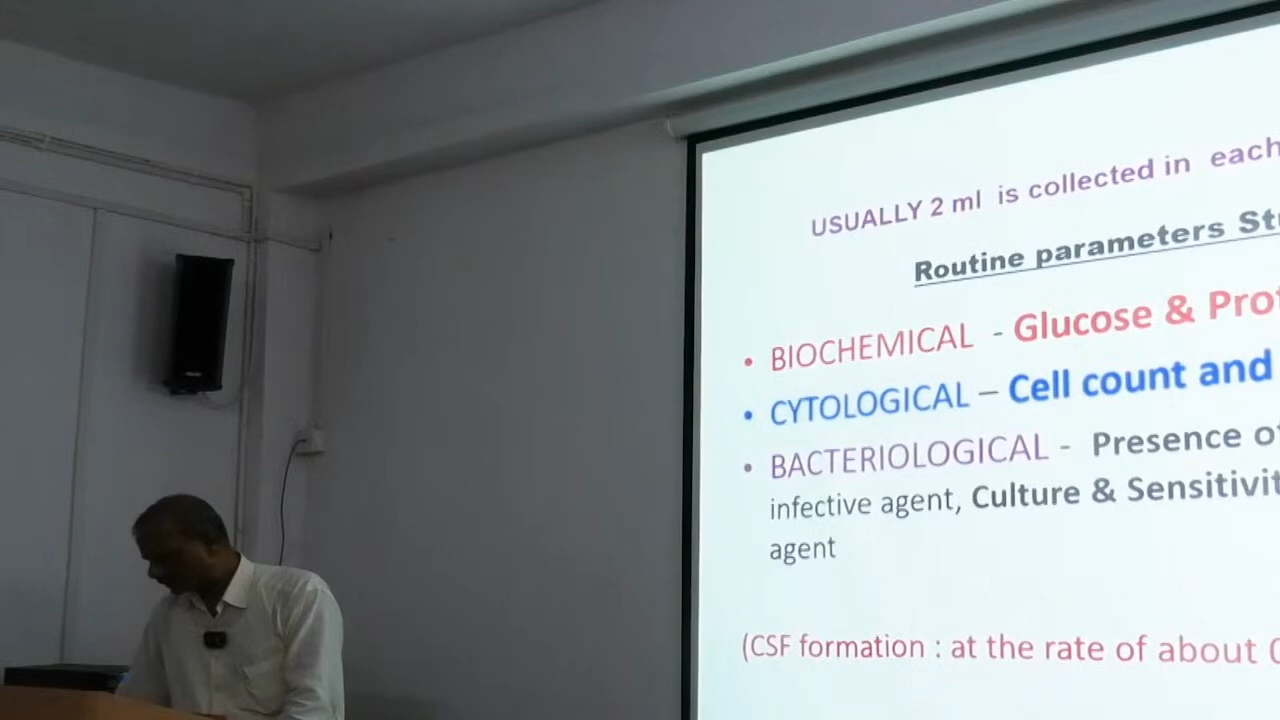 USUALLY 2 ml is collected in each
Routine parameters
• BIOCHEMICAL - Glucose &
• CYTOLOGICAL – Cell count and
• BACTERIOLOGICAL - Presence
infective agent, Culture &
agent
(CSF formation : at the rate of about